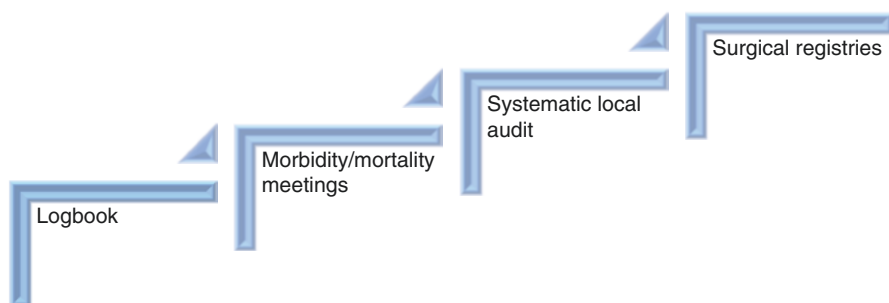 Surgical registries
Systematic local
audit
Morbidity/mortality
meetings
Logbook